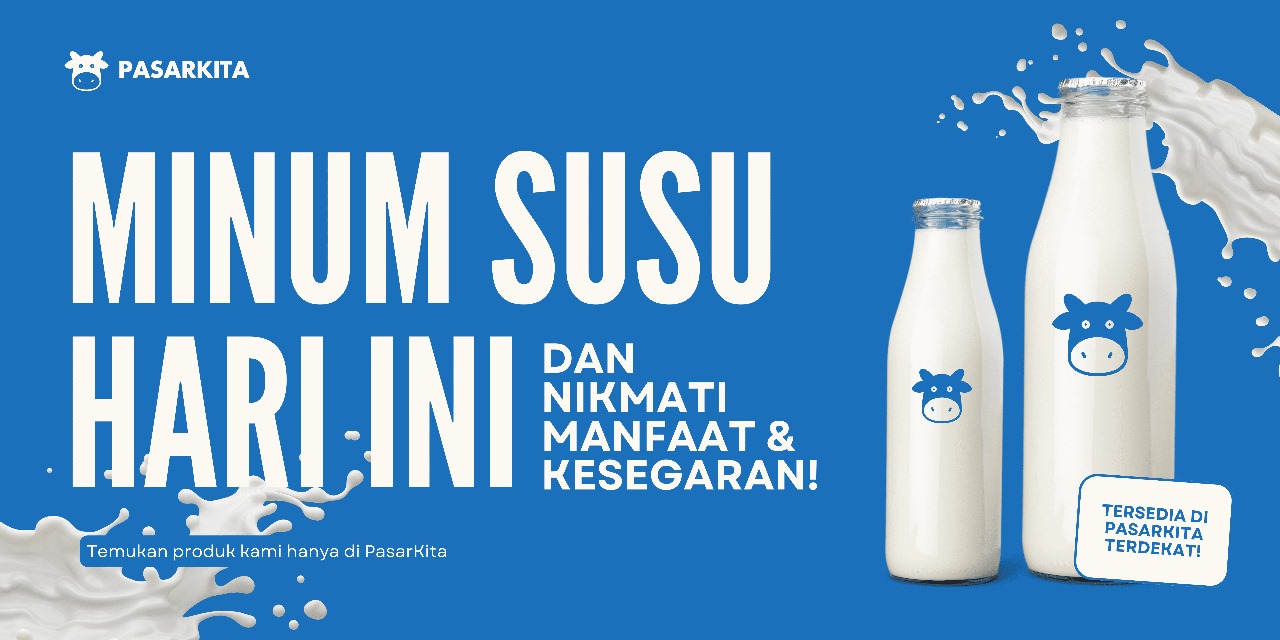 PASARKITA
MINUM SUSU
HARI INI
DAN
NIKMATI
MANFAAT &
KESEGARAN!
Temukan produk kami hanya di PasarKita
TERSEDIA DI
PASARKITA
TERDEKAT!